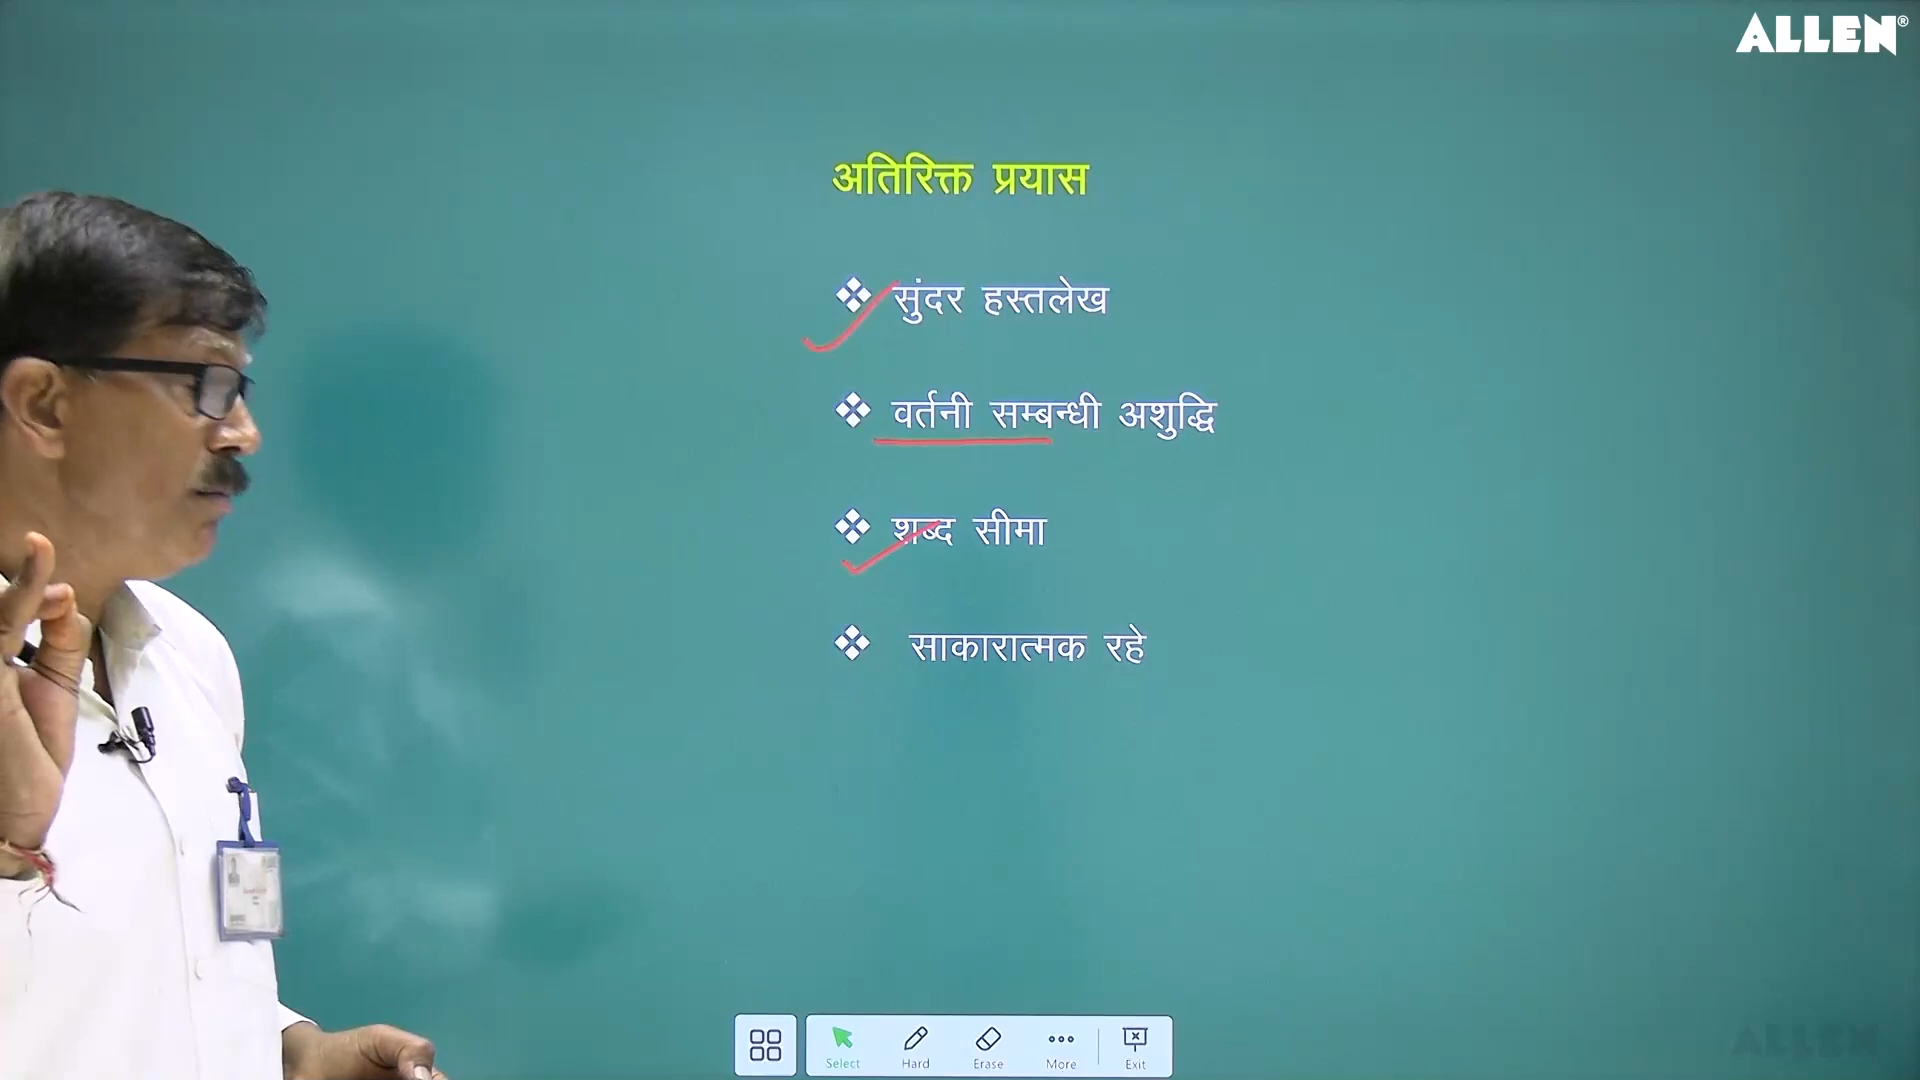 ALLEN®
अतिरिक्त प्रयास
सुंदर हस्तलेख
वर्तनी सम्बन्धी अशुद्धि
शब्द सीमा
साकारात्मक रहे
Select Hard Erase More Exit
ALLEN